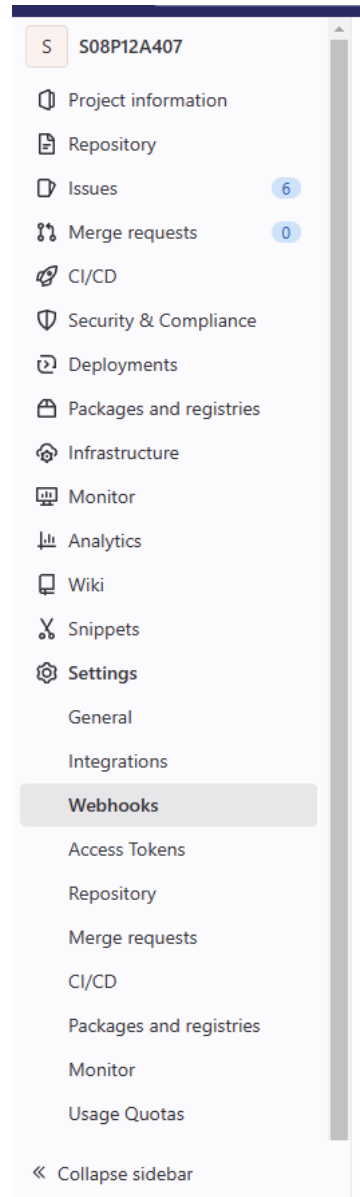 S S08P12A407
Project information
Repository
Issues 6
Merge requests 0
CI/CD
Security & Compliance
Deployments
Packages and registries
Infrastructure
Monitor
Analytics
Wiki
Snippets
Settings
General
Integrations
Webhooks
Access Tokens
Repository
Merge requests
CI/CD
Packages and registries
Monitor
Usage Quotas
Collapse sidebar